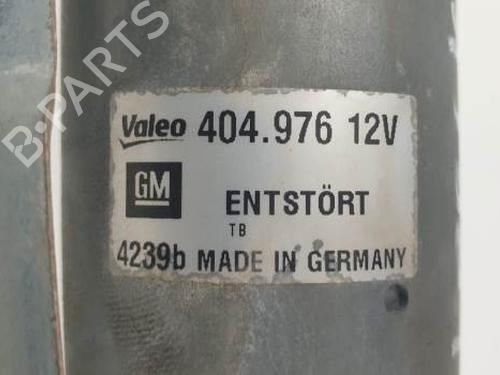 Valeo 404.976 12V
GM
ENTSTÖRT
TB
4239b MADE IN GERMANY
B-PARTS